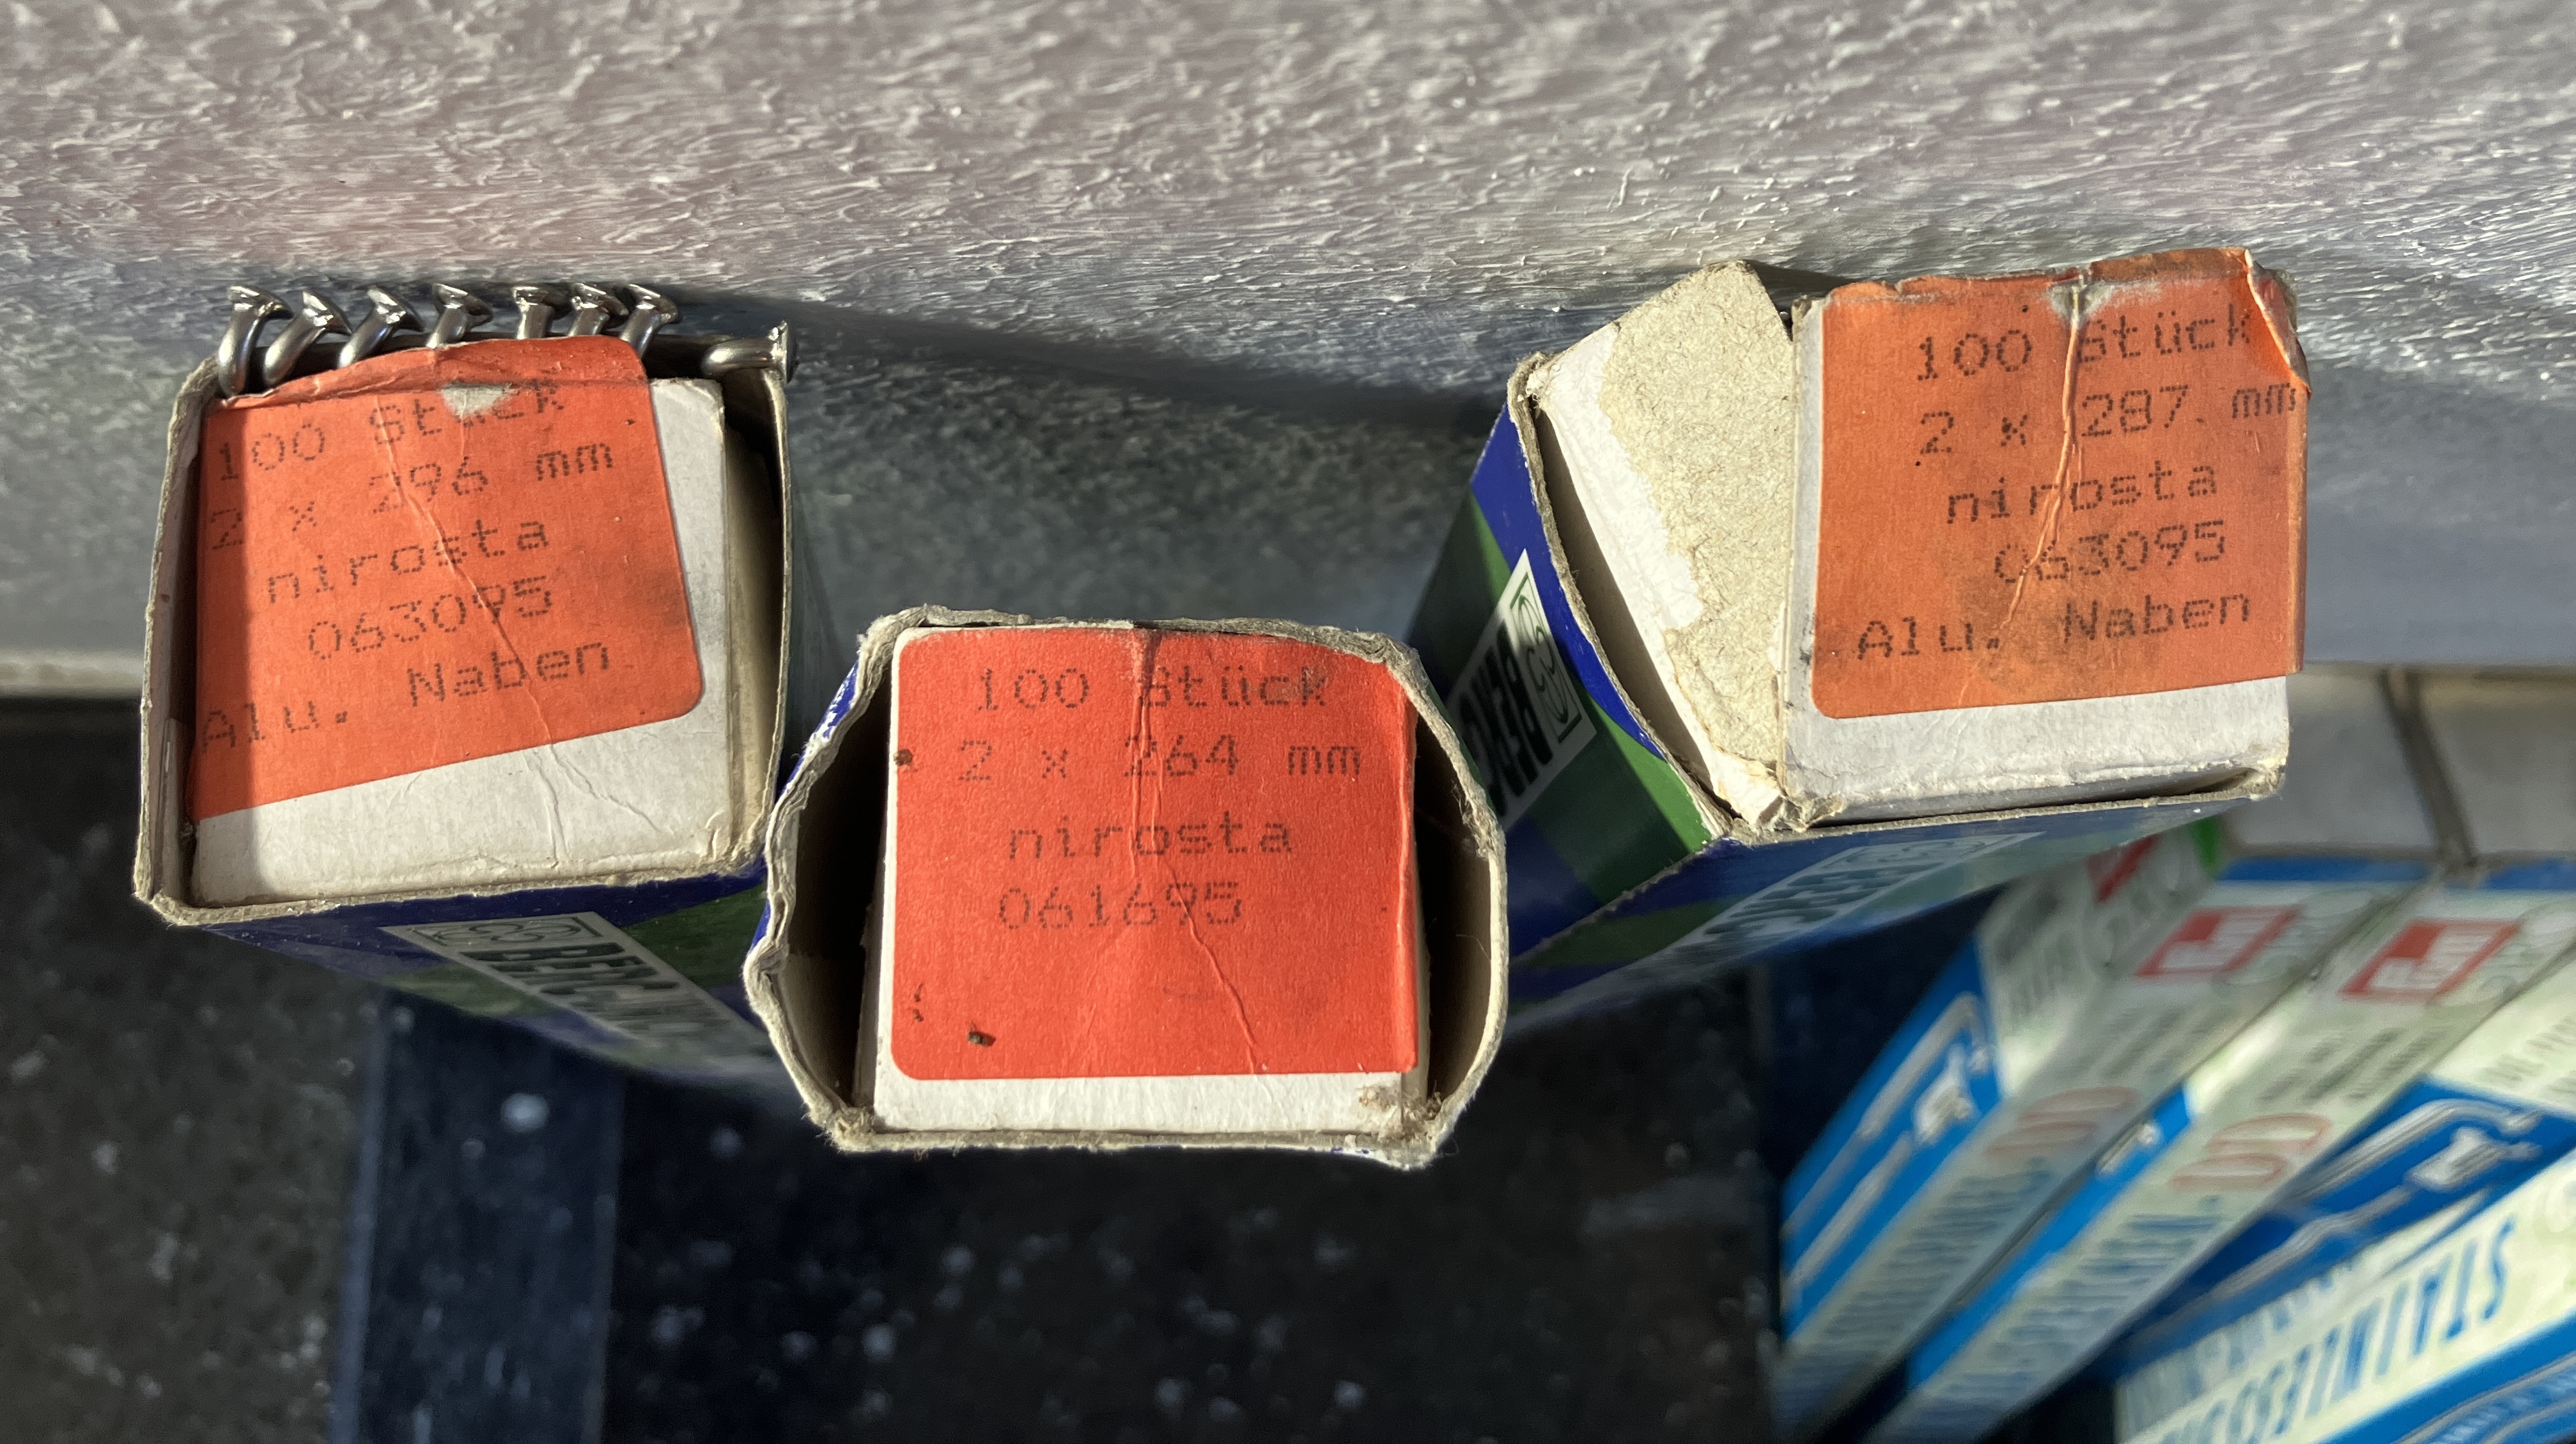 100 Stück
2 x 296 mm
nirosta
063095
Alu. Naben
100 Stück
2 x 264 mm
nirosta
061695
100 Stück
2 x 287 mm
nirosta
063095
Alu. Naben